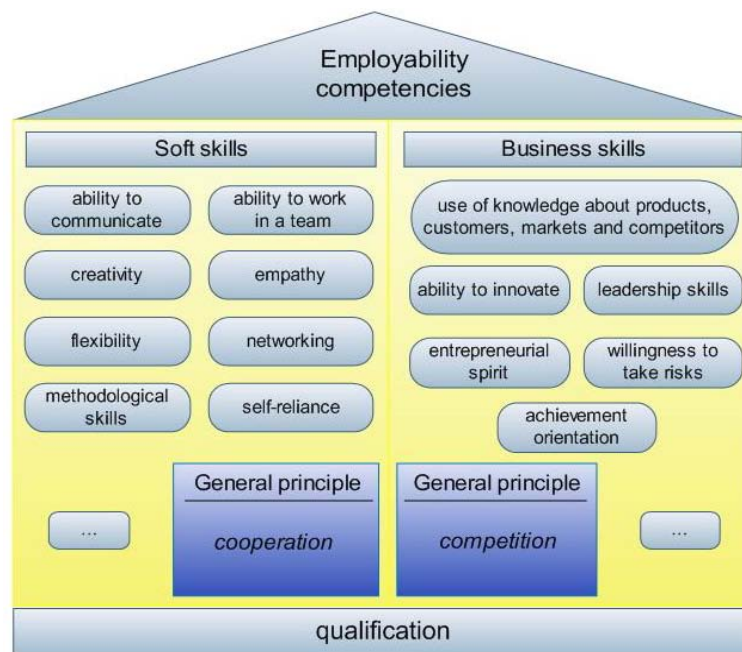 Employability
competencies
Soft skills
ability to
communicate
ability to work
in a team
creativity
empathy
flexibility
networking
methodological
skills
self-reliance
...
General principle
cooperation
Business skills
use of knowledge about products,
customers, markets and competitors
ability to innovate
leadership skills
entrepreneurial
spirit
willingness to
take risks
achievement
orientation
General principle
competition
...
qualification